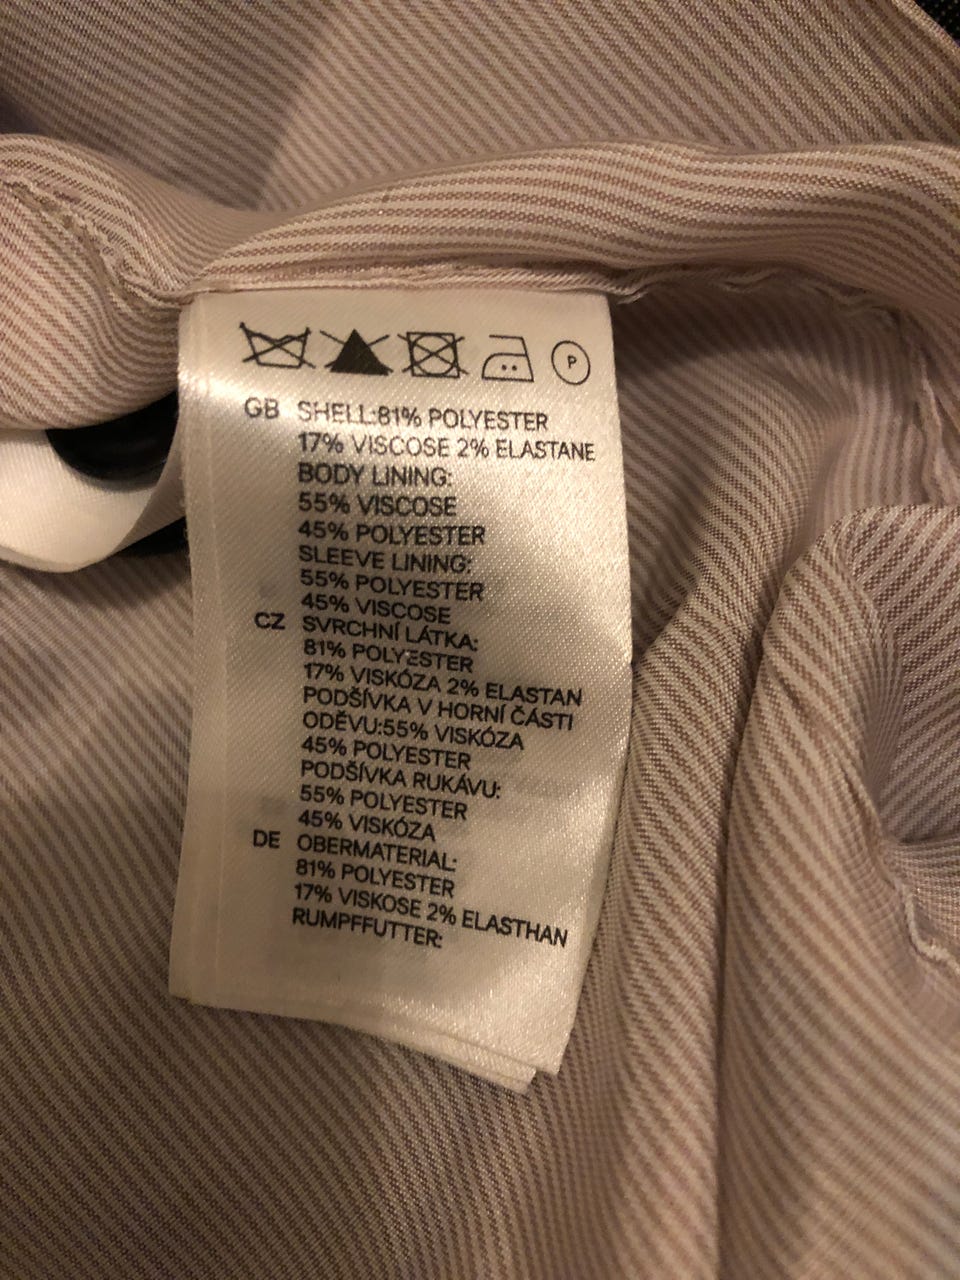 P
GB SHELL:81% POLYESTER
17% VISCOSE 2% ELASTANE
BODY LINING:
55% VISCOSE
45% POLYESTER
SLEEVE LINING:
55% POLYESTER
45% VISCOSE
CZ SVRCHNÍ LÁTKA:
81% POLYESTER
17% VISKÓZA 2% ELASTAN
PODŠÍVKA V HORNÍ ČÁSTI
ODĚVU:55% VISKÓZA
45% POLYESTER
PODŠÍVKA RUKÁVU:
55% POLYESTER
45% VISKÓZA
DE OBERMATERIAL:
81% POLYESTER
17% VISKOSE 2% ELASTHAN
RUMPFFUTTER: